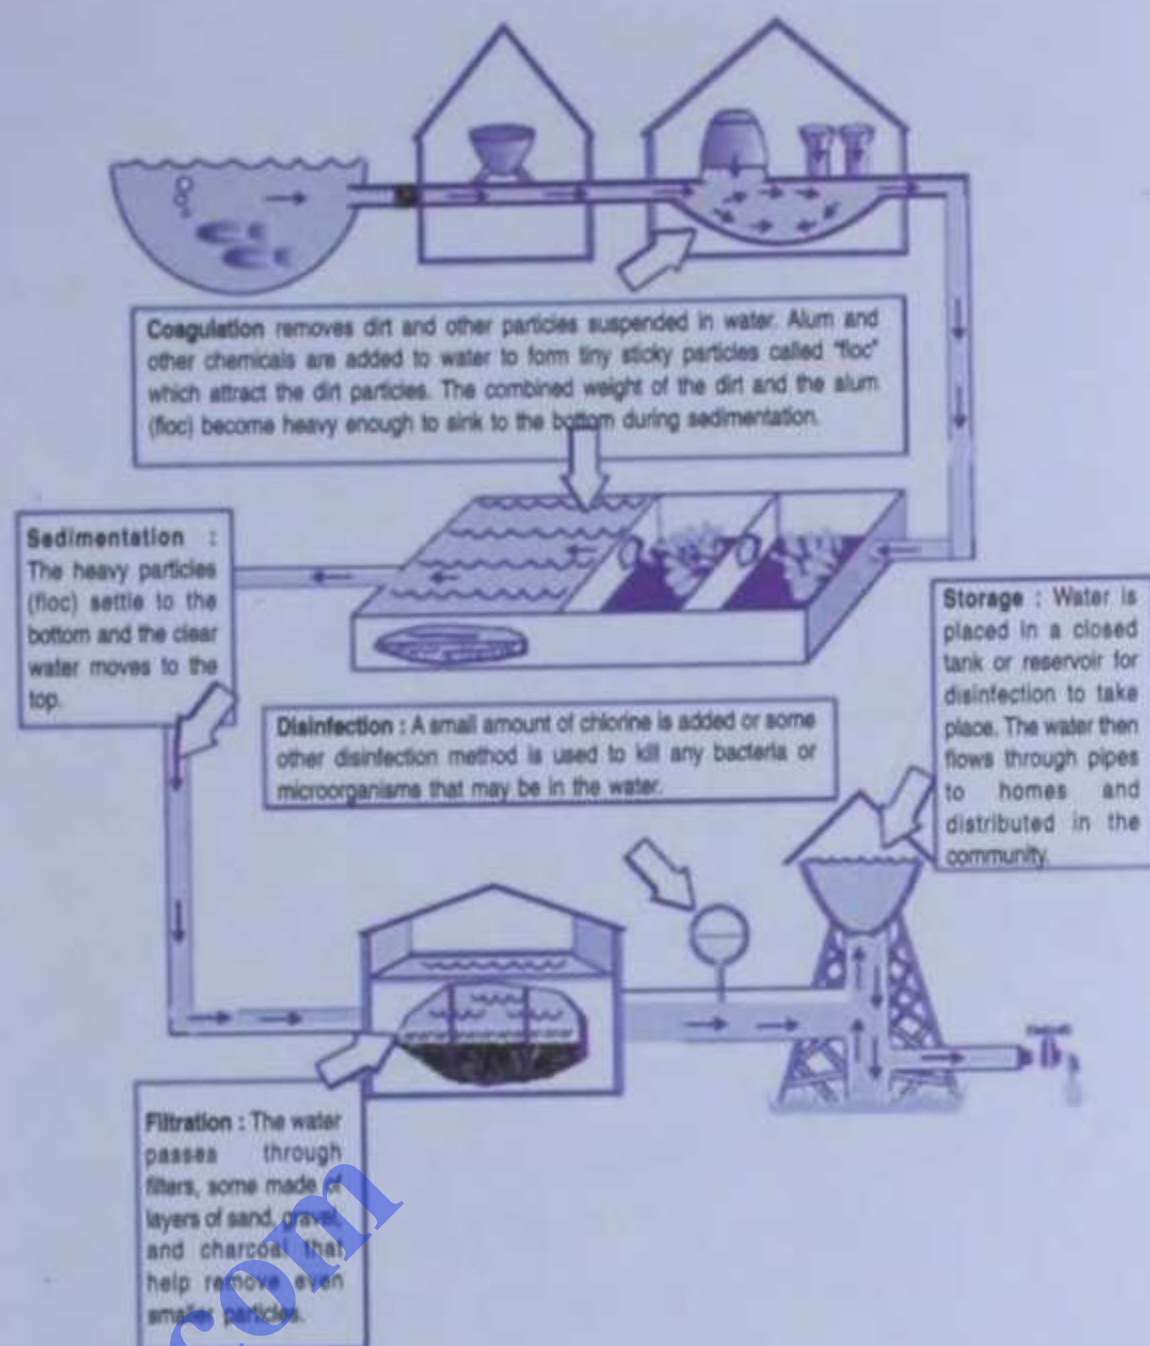 Coagulation removes dirt and other particles suspended in water. Alum and
other chemicals are added to water to form tiny sticky particles called "floc"
which attract the dirt particles. The combined weight of the dirt and the alum
(floc) become heavy enough to sink to the bottom during sedimentation.
Sedimentation :
The heavy particles
(floc) settle to the
bottom and the clear
water moves to the
top.
Storage : Water is
placed in a closed
tank or reservoir for
disinfection to take
place. The water then
flows through pipes
to homes and
distributed in the
community.
Disinfection : A small amount of chlorine is added or some
other disinfection method is used to kill any bacteria or
microorganisms that may be in the water.
Filtration : The water
passes through
filters, some made of
layers of sand, gravel,
and charcoal that
help remove even
smaller particles.
com